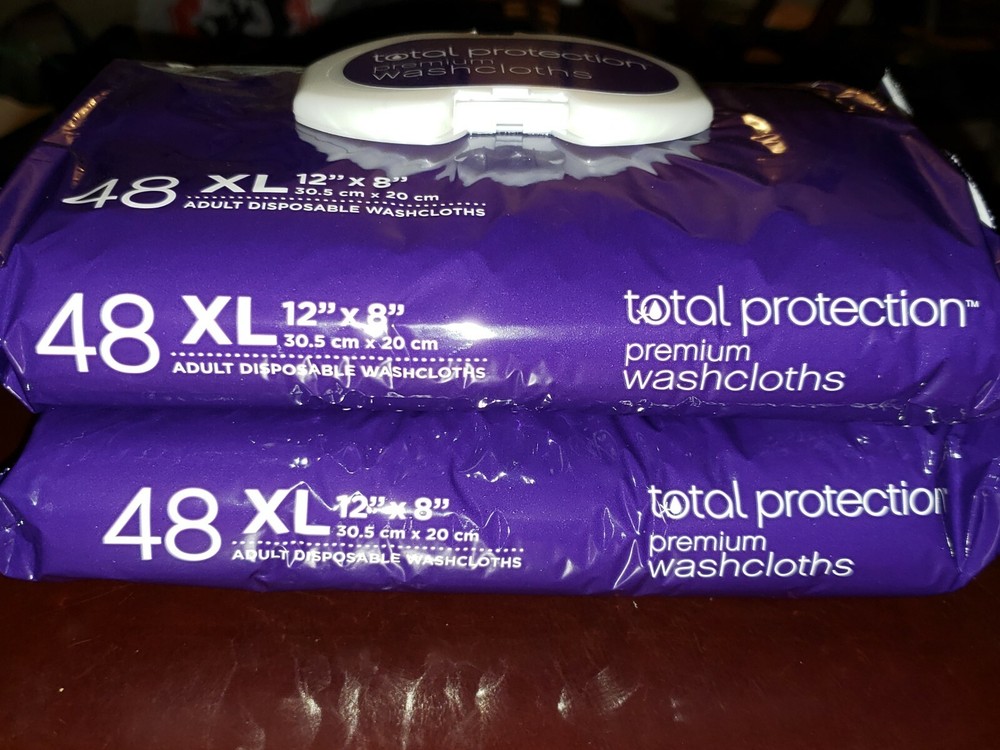 total protection
premium
washcloths
48 XL 12” x 8”
30.5 cm x 20 cm
ADULT DISPOSABLE WASHCLOTHS
48 XL 12” x 8”
30.5 cm x 20 cm
ADULT DISPOSABLE WASHCLOTHS
total protection™
premium
washcloths
48 XL 12” x 8”
30.5 cm x 20 cm
ADULT DISPOSABLE WASHCLOTHS
total protection
premium
washcloths